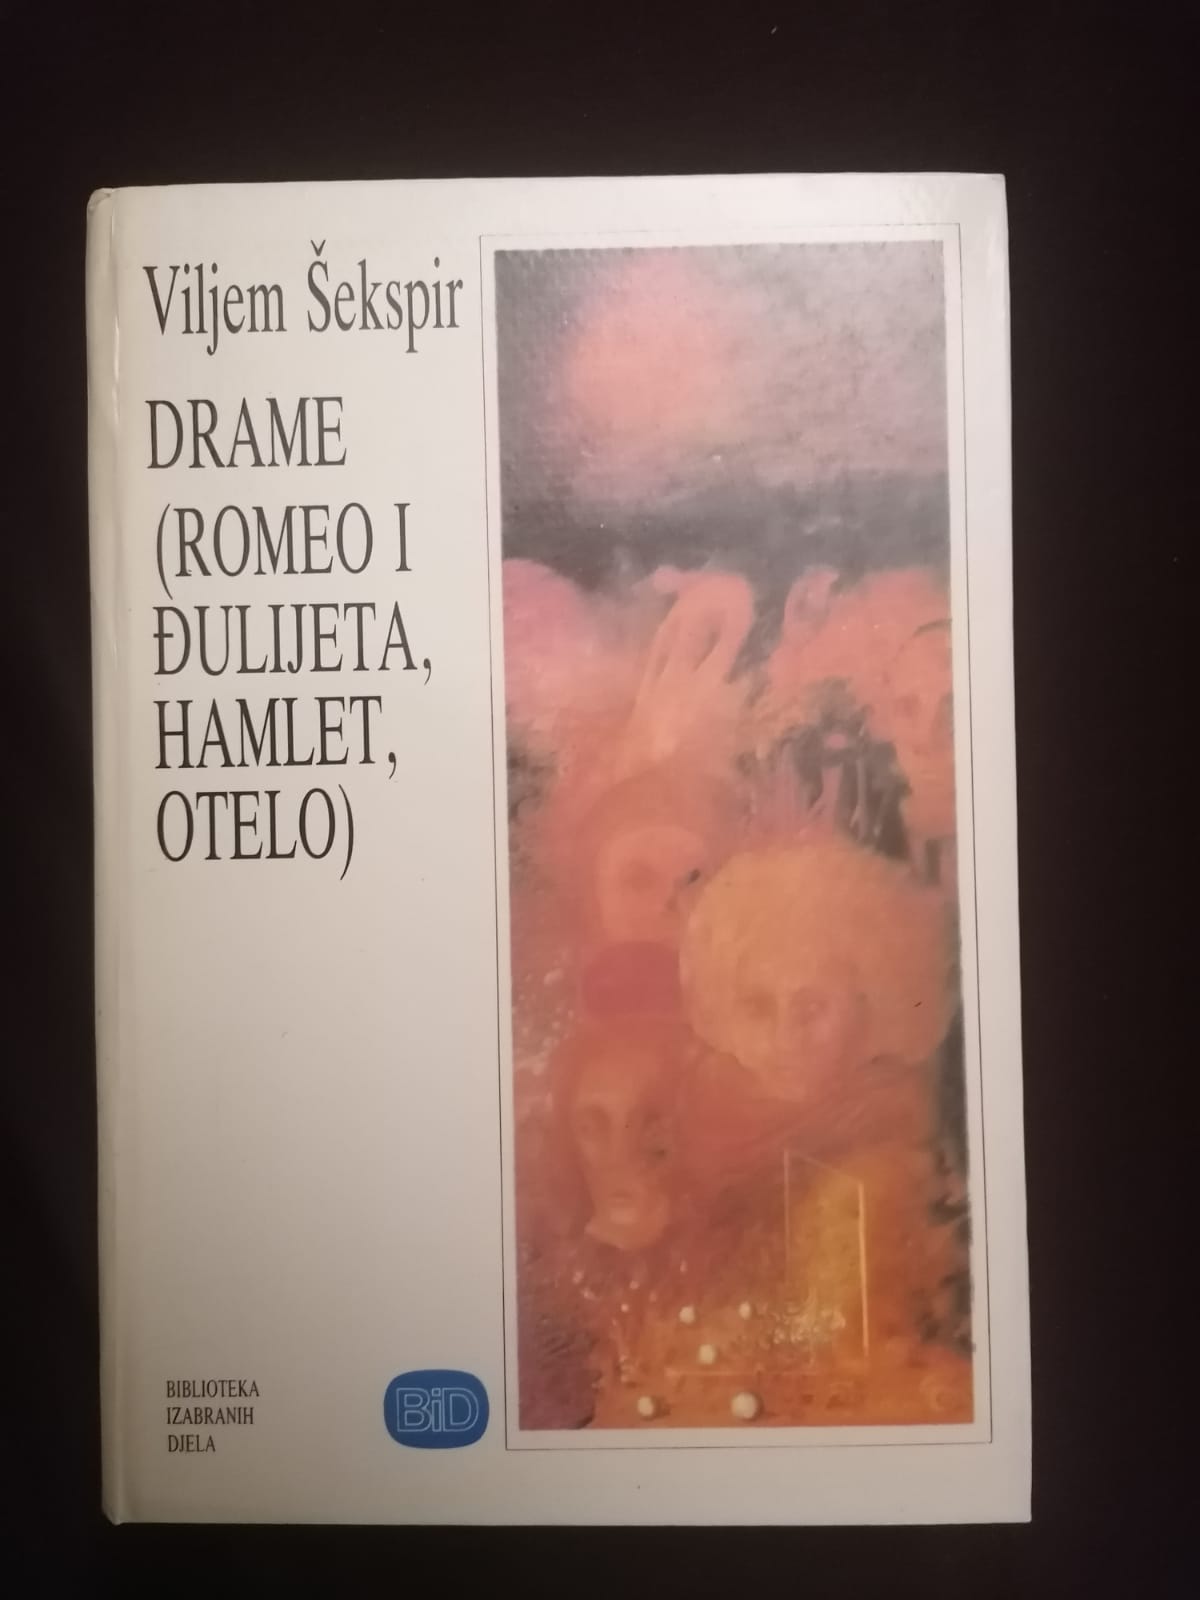 Viljem Šekspir
DRAME
(ROMEO I
ĐULIJETA,
HAMLET,
OTELO)
BIBLIOTEKA
IZABRANIH
DJELA
BiD